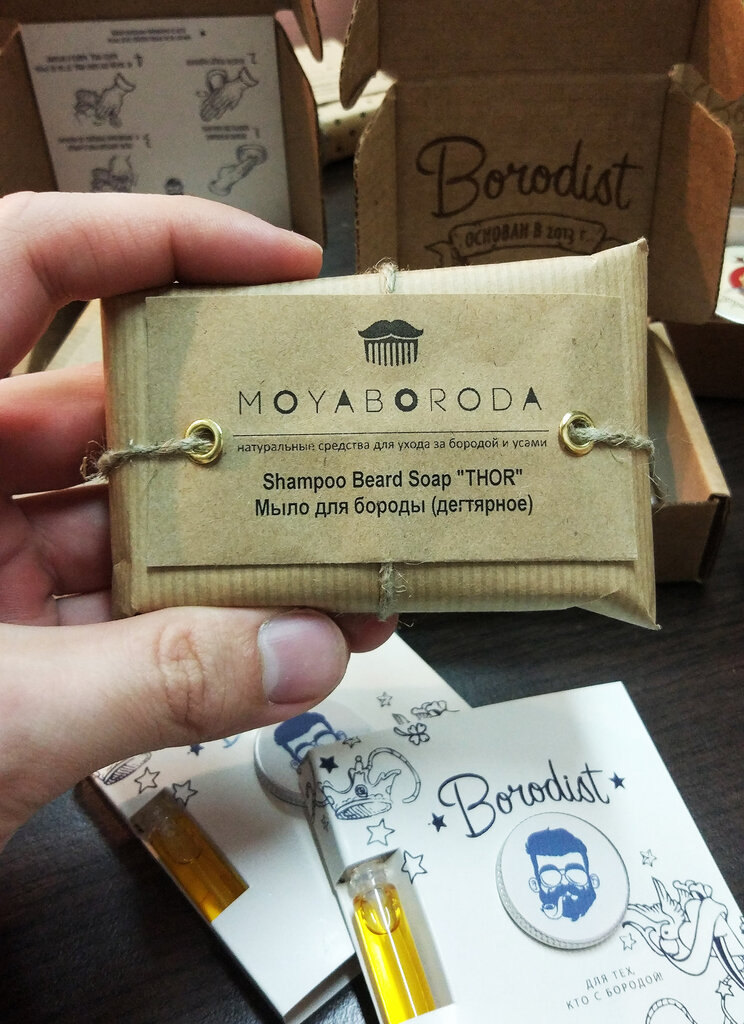 Borodist
ОСНОВАН В 2013 г.
MOYABORODA
натуральные средства для ухода за бородой и усами
Shampoo Beard Soap "THOR"
Мыло для бороды (дегтярное)
Borodist
ДЛЯ ТЕХ,
КТО С БОРОДОЙ!